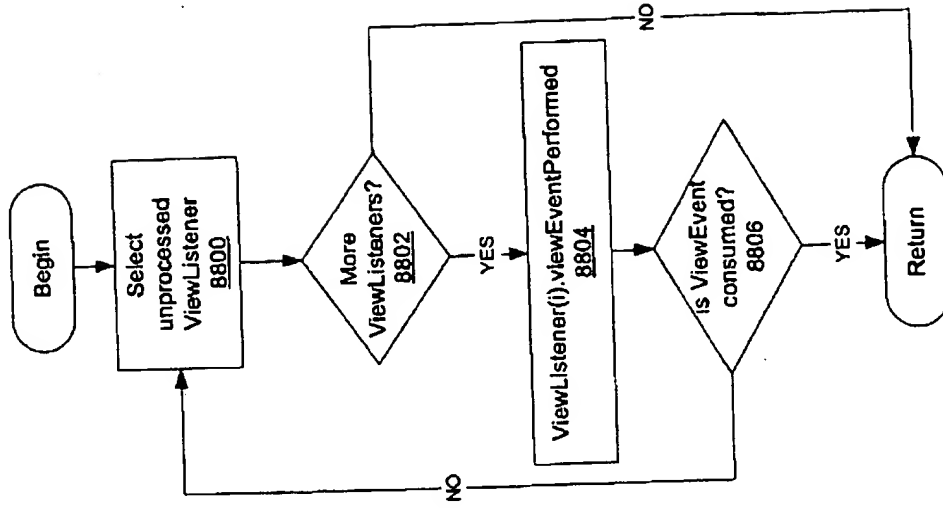 Begin
Select
unprocessed
ViewListener
8800
More
ViewListeners?
8802
NO
YES
ViewListener(i).viewEventPerformed
8804
is ViewEvent
consumed?
8806
NO
YES
Return